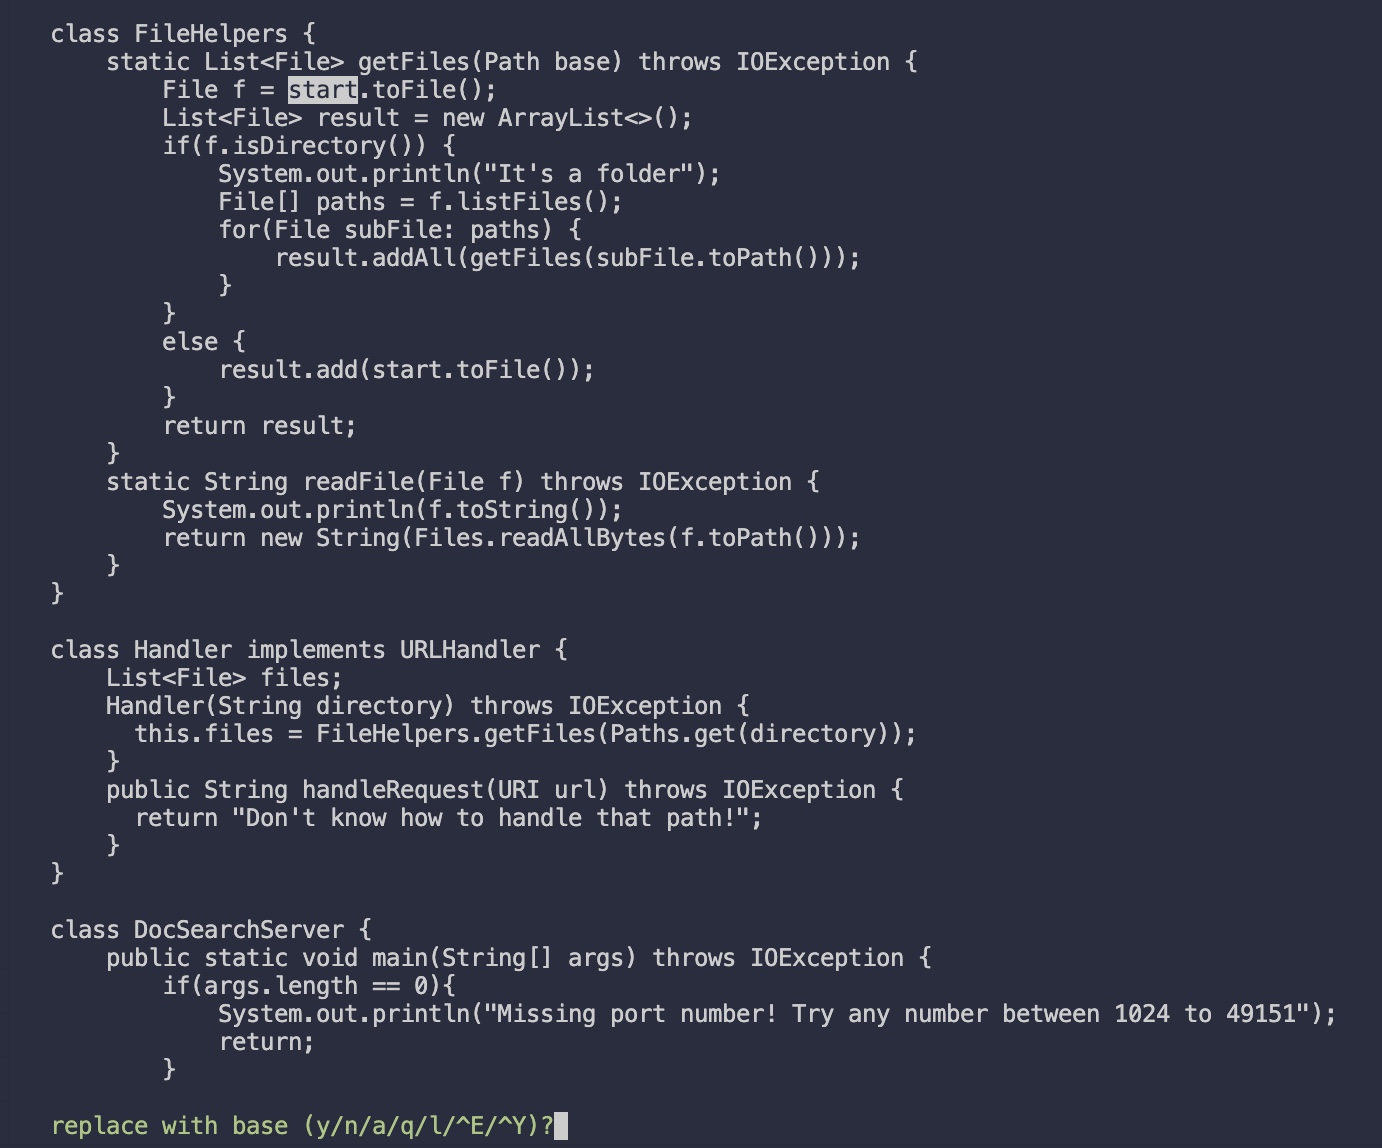 class FileHelpers {
    static List<File> getFiles(Path base) throws IOException {
        File f = start.toFile();
        List<File> result = new ArrayList<>();
        if(f.isDirectory()) {
            System.out.println("It's a folder");
            File[] paths = f.listFiles();
            for(File subFile: paths) {
                result.addAll(getFiles(subFile.toPath()));
            }
        }
        else {
            result.add(start.toFile());
        }
        return result;
    }
    static String readFile(File f) throws IOException {
        System.out.println(f.toString());
        return new String(Files.readAllBytes(f.toPath()));
    }
}

class Handler implements URLHandler {
    List<File> files;
    Handler(String directory) throws IOException {
      this.files = FileHelpers.getFiles(Paths.get(directory));
    }
    public String handleRequest(URI url) throws IOException {
      return "Don't know how to handle that path!";
    }
}

class DocSearchServer {
    public static void main(String[] args) throws IOException {
        if(args.length == 0){
            System.out.println("Missing port number! Try any number between 1024 to 49151");
            return;
        }

replace with base (y/n/a/q/l/^E/^Y)?